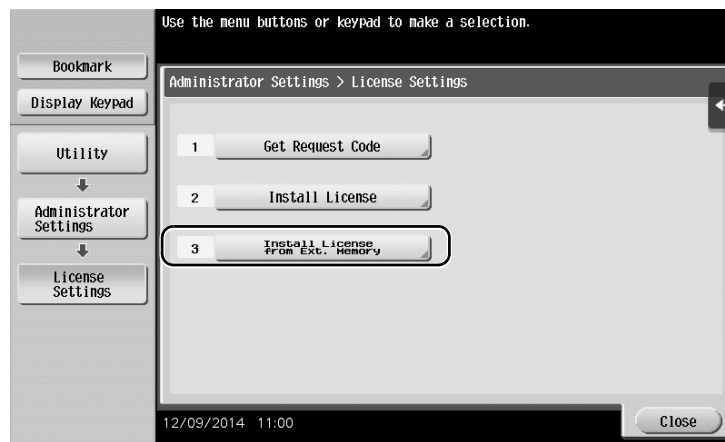 Use the menu buttons or keypad to make a selection.
Bookmark
Display Keypad
Utility
Administrator
Settings
License
Settings
Administrator Settings > License Settings
1 Get Request Code
2 Install License
3 Install License
from Ext. Memory
12/09/2014 11:00
Close